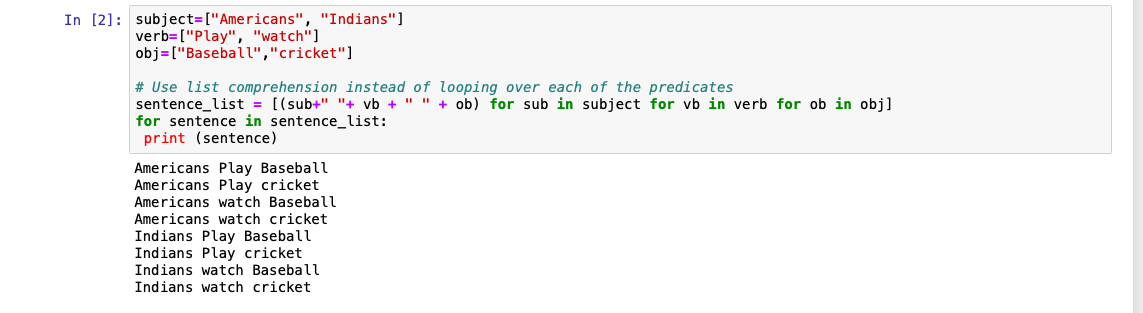 In [2]: subject=["Americans", "Indians"]
verb=["Play", "watch"]
obj=["Baseball","cricket"]

# Use list comprehension instead of looping over each of the predicates
sentence_list = [(sub+" "+ vb + " " + ob) for sub in subject for vb in verb for ob in obj]
for sentence in sentence_list:
 print (sentence)
Americans Play Baseball
Americans Play cricket
Americans watch Baseball
Americans watch cricket
Indians Play Baseball
Indians Play cricket
Indians watch Baseball
Indians watch cricket